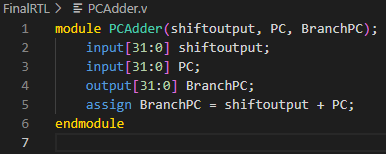 FinalRTL > PCAdder.v
1 module PCAdder(shiftoutput, PC, BranchPC);
2     input[31:0] shiftoutput;
3     input[31:0] PC;
4     output[31:0] BranchPC;
5     assign BranchPC = shiftoutput + PC;
6 endmodule
7